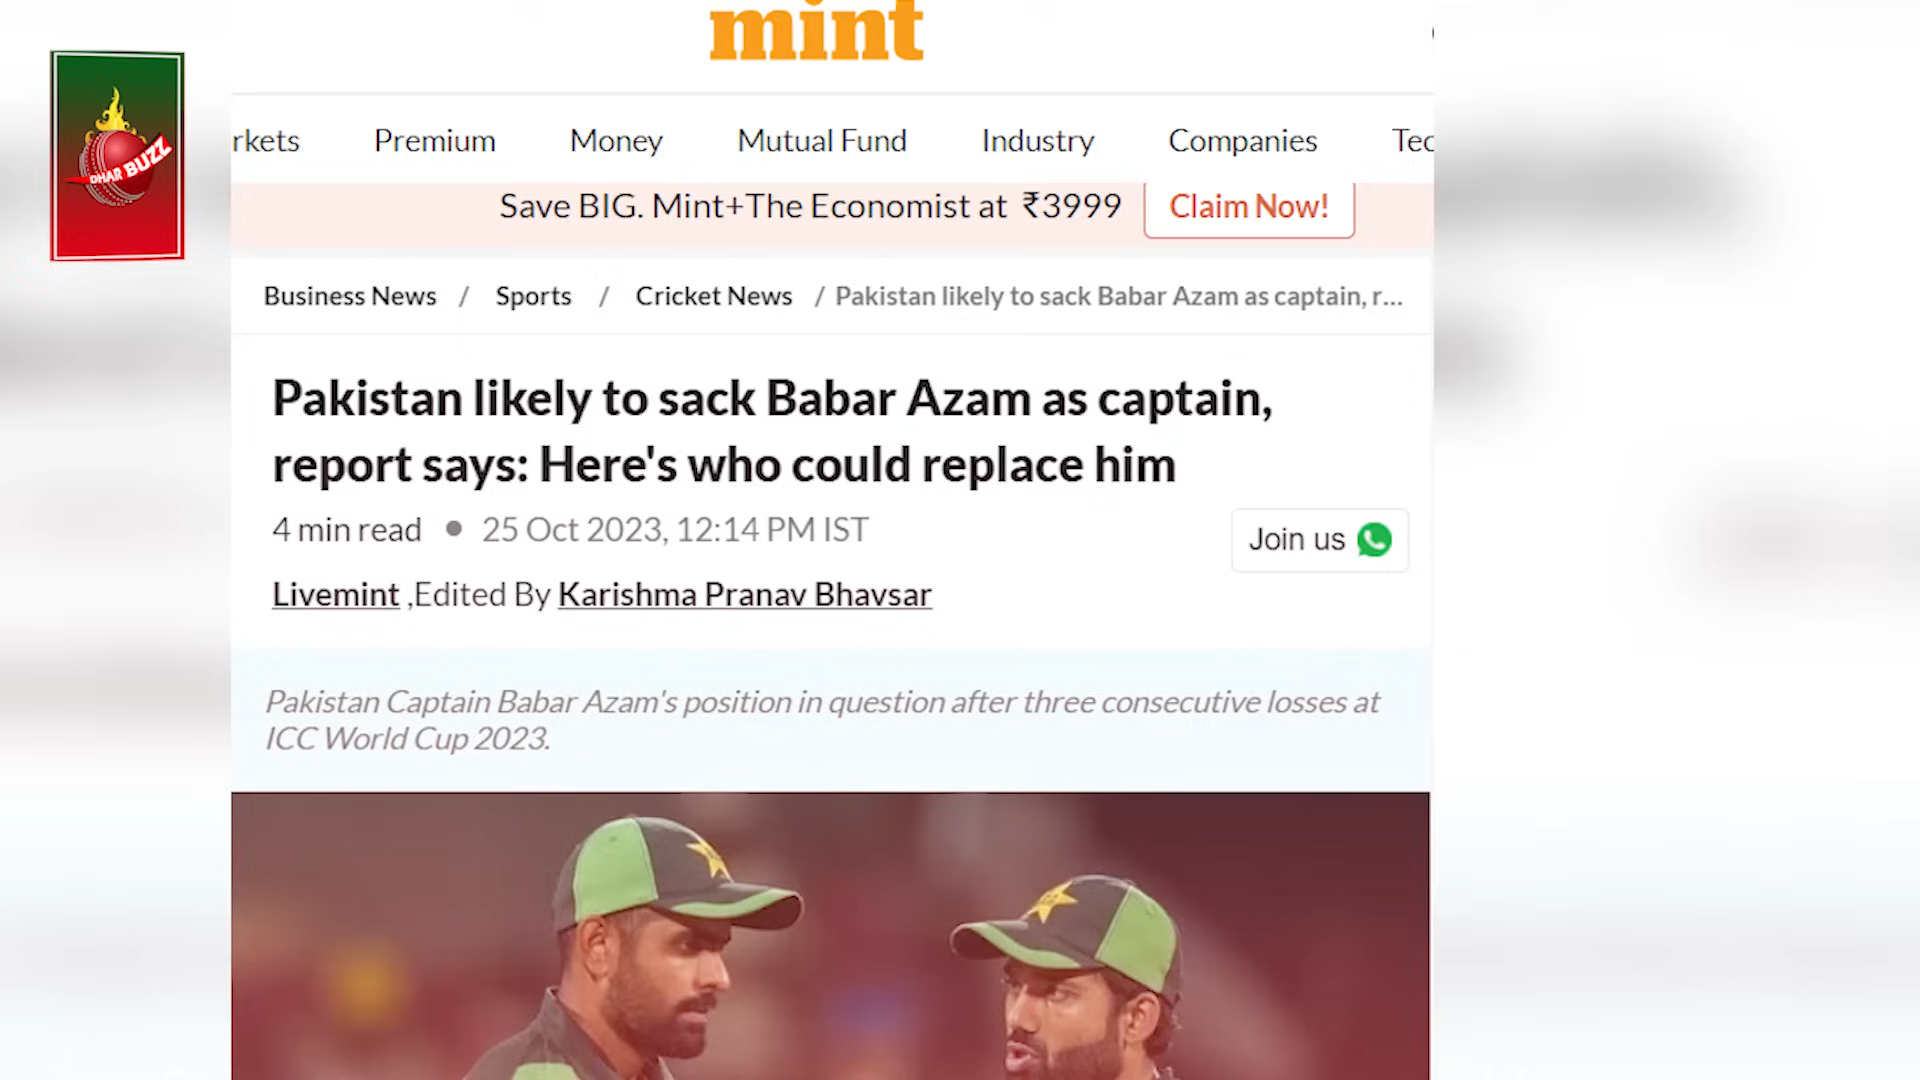 mint
DHAR BUZZ
rkets Premium Money Mutual Fund Industry Companies Tec
Save BIG. Mint+The Economist at ₹3999 Claim Now!
Business News / Sports / Cricket News / Pakistan likely to sack Babar Azam as captain, r...
Pakistan likely to sack Babar Azam as captain,
report says: Here's who could replace him
4 min read • 25 Oct 2023, 12:14 PM IST
Join us
Livemint ,Edited By Karishma Pranav Bhavsar
Pakistan Captain Babar Azam's position in question after three consecutive losses at
ICC World Cup 2023.